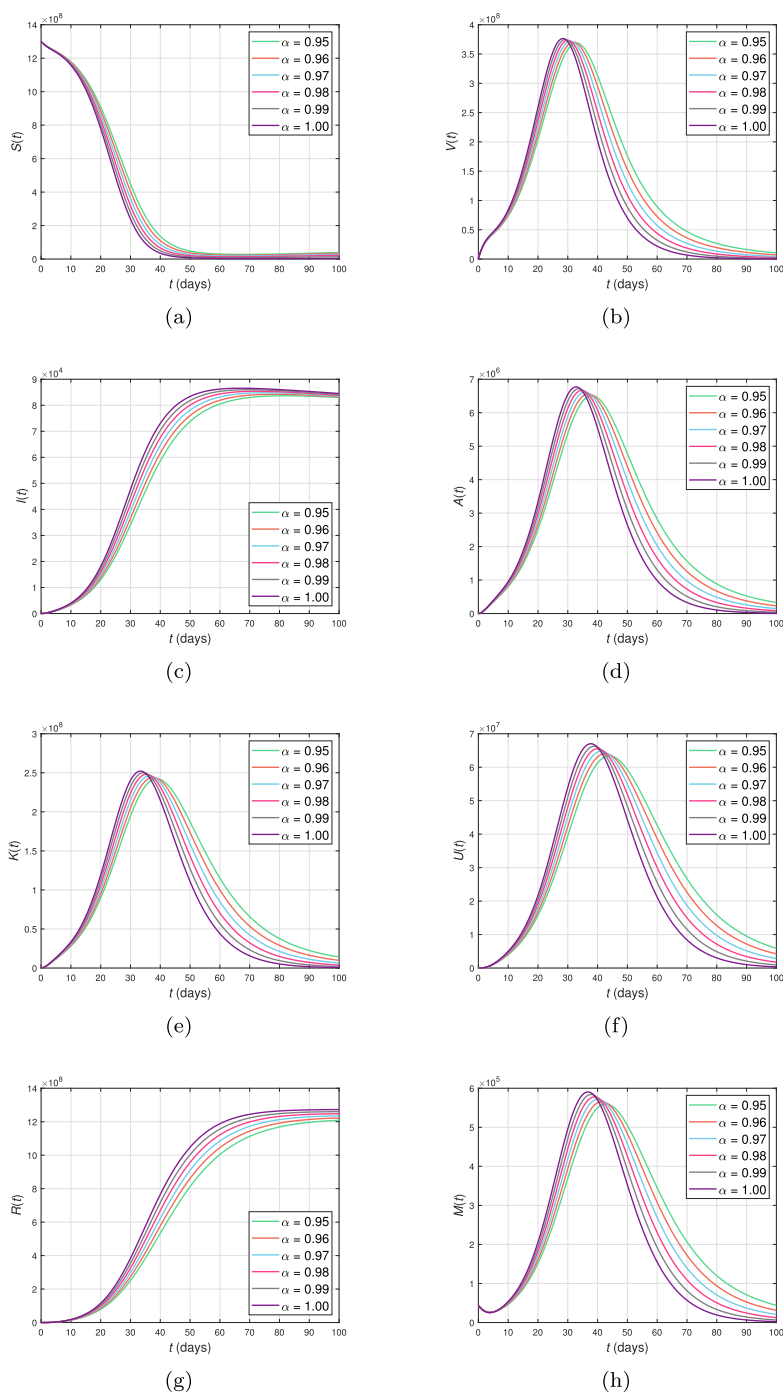 ×10⁸
14
12
10
8
6
4
2
0
S(t)
α = 0.95
α = 0.96
α = 0.97
α = 0.98
α = 0.99
α = 1.00
0 10 20 30 40 50 60 70 80 90 100
t (days)
(a)
×10⁸
4
3.5
3
2.5
2
1.5
1
0.5
0
V(t)
α = 0.95
α = 0.96
α = 0.97
α = 0.98
α = 0.99
α = 1.00
0 10 20 30 40 50 60 70 80 90 100
t (days)
(b)
×10⁴
9
8
7
6
5
4
3
2
1
0
I(t)
α = 0.95
α = 0.96
α = 0.97
α = 0.98
α = 0.99
α = 1.00
0 10 20 30 40 50 60 70 80 90 100
t (days)
(c)
×10⁶
7
6
5
4
3
2
1
0
A(t)
α = 0.95
α = 0.96
α = 0.97
α = 0.98
α = 0.99
α = 1.00
0 10 20 30 40 50 60 70 80 90 100
t (days)
(d)
×10⁸
3
2.5
2
1.5
1
0.5
0
K(t)
α = 0.95
α = 0.96
α = 0.97
α = 0.98
α = 0.99
α = 1.00
0 10 20 30 40 50 60 70 80 90 100
t (days)
(e)
×10⁷
7
6
5
4
3
2
1
0
U(t)
α = 0.95
α = 0.96
α = 0.97
α = 0.98
α = 0.99
α = 1.00
0 10 20 30 40 50 60 70 80 90 100
t (days)
(f)
×10⁸
14
12
10
8
6
4
2
0
R(t)
α = 0.95
α = 0.96
α = 0.97
α = 0.98
α = 0.99
α = 1.00
0 10 20 30 40 50 60 70 80 90 100
t (days)
(g)
×10⁵
6
5
4
3
2
1
0
M(t)
α = 0.95
α = 0.96
α = 0.97
α = 0.98
α = 0.99
α = 1.00
0 10 20 30 40 50 60 70 80 90 100
t (days)
(h)